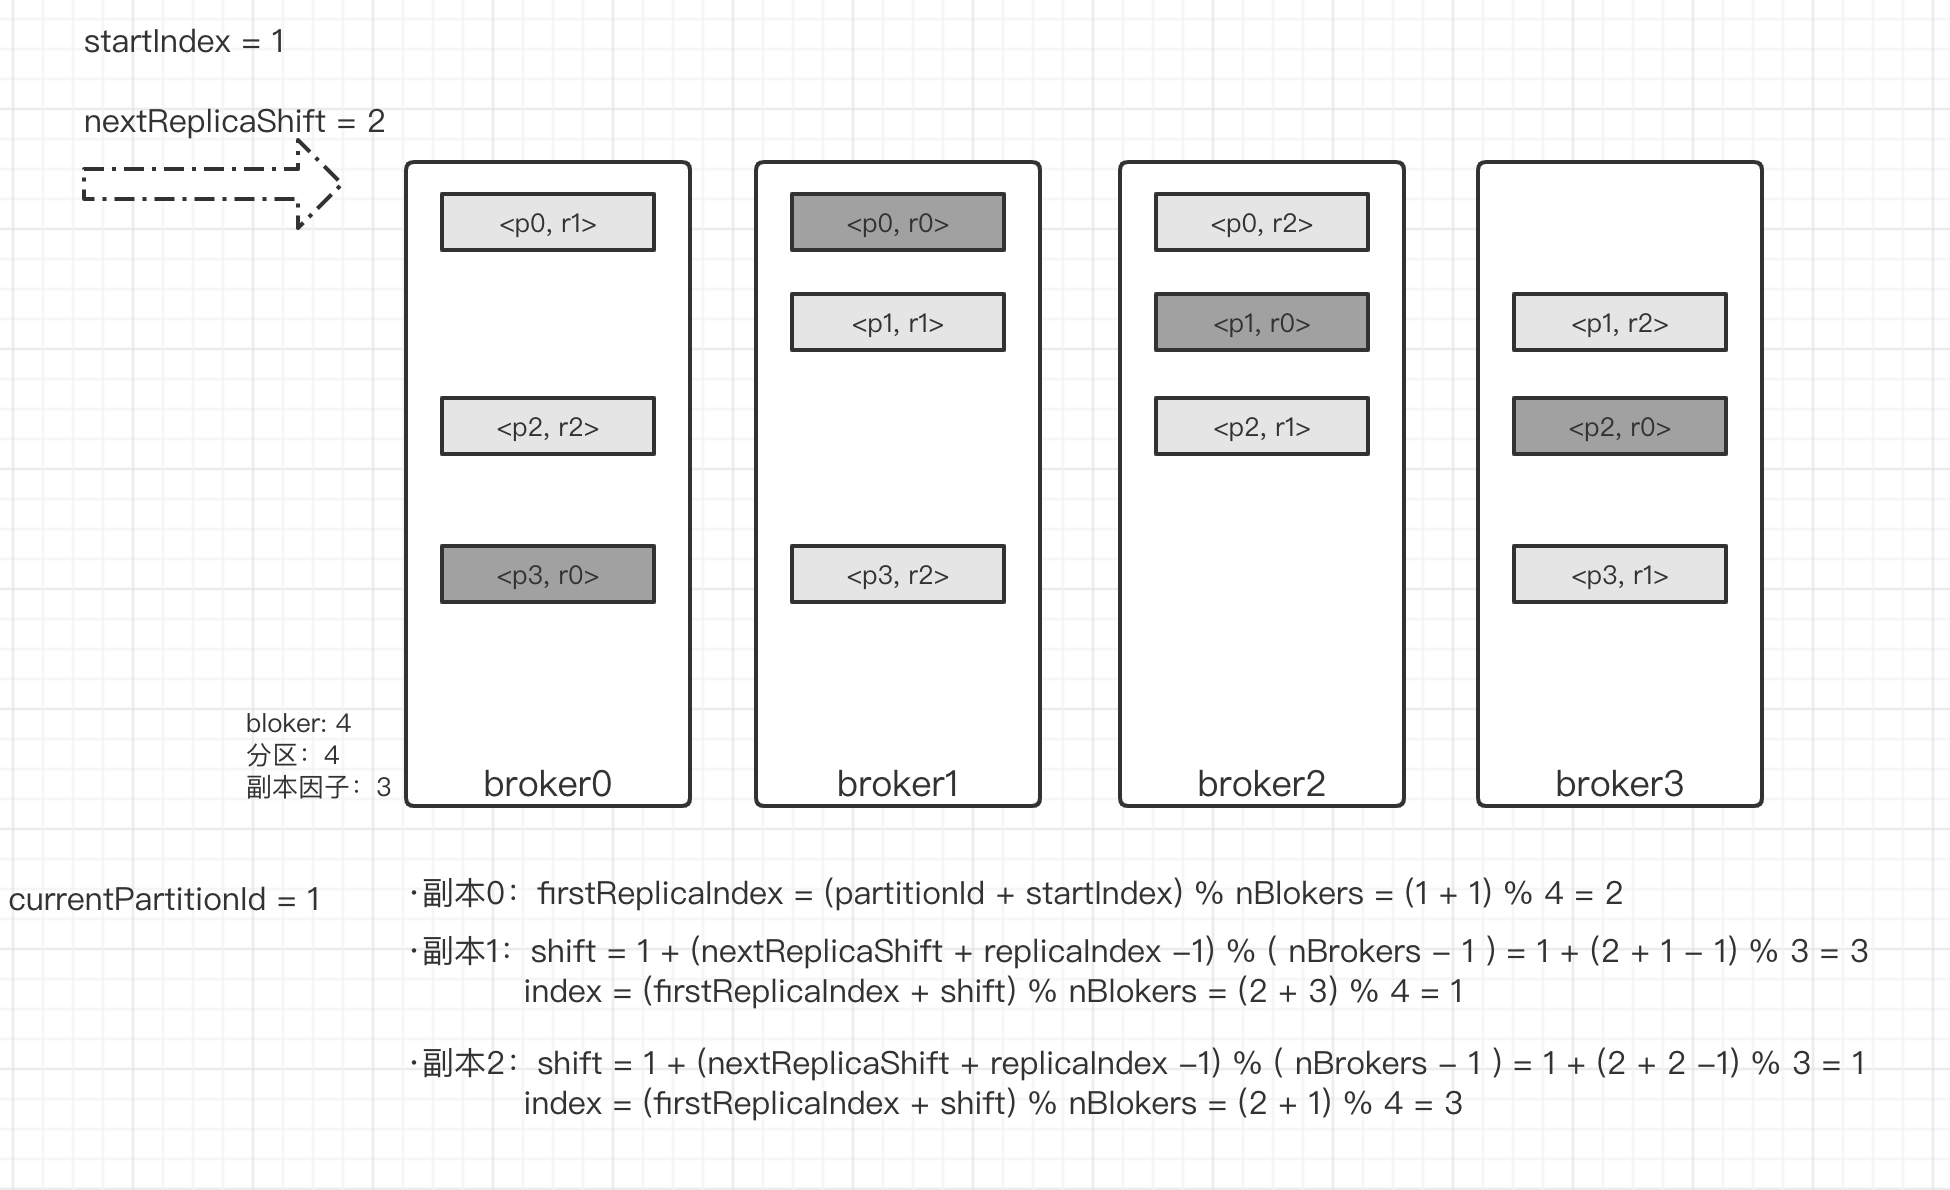 startIndex = 1
nextReplicaShift = 2
<p0, r1>
<p0, r0>
<p0, r2>
<p1, r1>
<p1, r0>
<p1, r2>
<p2, r2>
<p2, r1>
<p2, r0>
<p3, r0>
<p3, r2>
<p3, r1>
bloker: 4
分区：4
副本因子：3
broker0
broker1
broker2
broker3
currentPartitionId = 1
·副本0：firstReplicaIndex = (partitionId + startIndex) % nBlokers = (1 + 1) % 4 = 2
·副本1：shift = 1 + (nextReplicaShift + replicaIndex -1) % ( nBrokers - 1 ) = 1 + (2 + 1 - 1) % 3 = 3
index = (firstReplicaIndex + shift) % nBlokers = (2 + 3) % 4 = 1
·副本2：shift = 1 + (nextReplicaShift + replicaIndex -1) % ( nBrokers - 1 ) = 1 + (2 + 2 -1) % 3 = 1
index = (firstReplicaIndex + shift) % nBlokers = (2 + 1) % 4 = 3